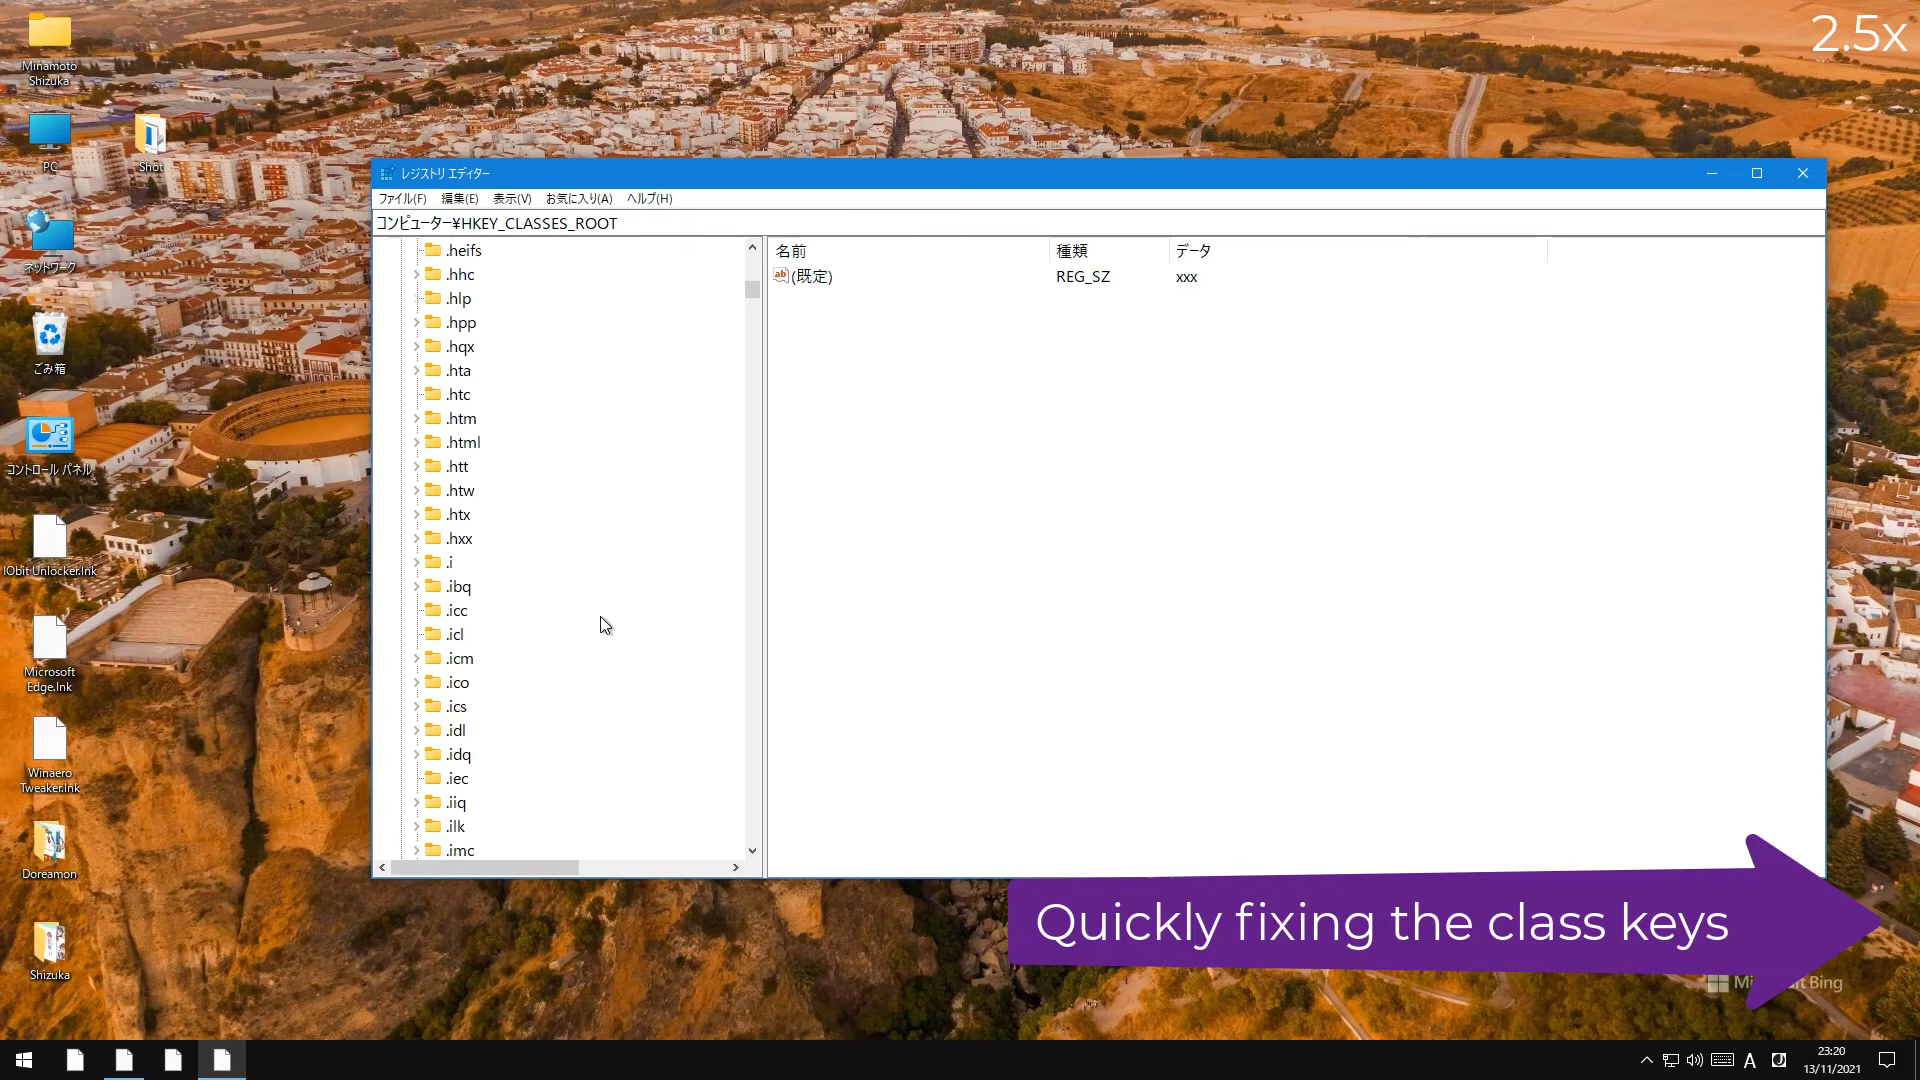 2.5x
Minamoto
Shizuka
PC
Shot
ネットワーク
ごみ箱
コントロール パネル
IObit Unlocker.lnk
Microsoft
Edge.lnk
Winaero
Tweaker.lnk
Doreamon
Shizuka
レジストリ エディター
ファイル(F) 編集(E) 表示(V) お気に入り(A) ヘルプ(H)
コンピューター¥HKEY_CLASSES_ROOT
.heifs
.hhc
.hlp
.hpp
.hqx
.hta
.htc
.htm
.html
.htt
.htw
.htx
.hxx
.i
.ibq
.icc
.icl
.icm
.ico
.ics
.idl
.idq
.iec
.iiq
.ilk
.imc
名前 種類 データ
(既定) REG_SZ xxx
Quickly fixing the class keys
Bing
A
23:20
13/11/2021